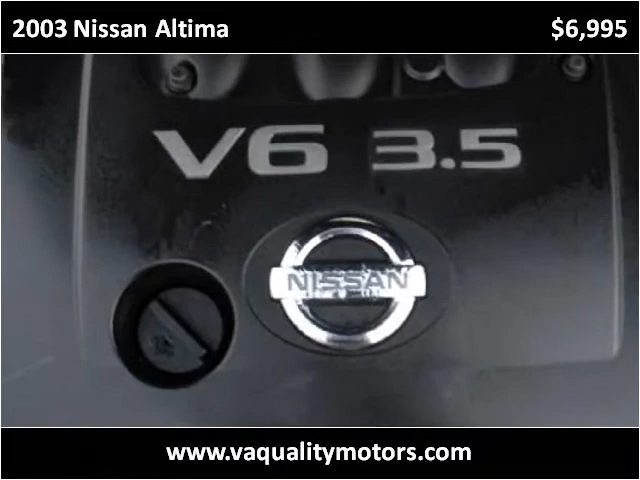 2003 Nissan Altima
$6,995
V6 3.5
NISSAN
www.vaqualitymotors.com